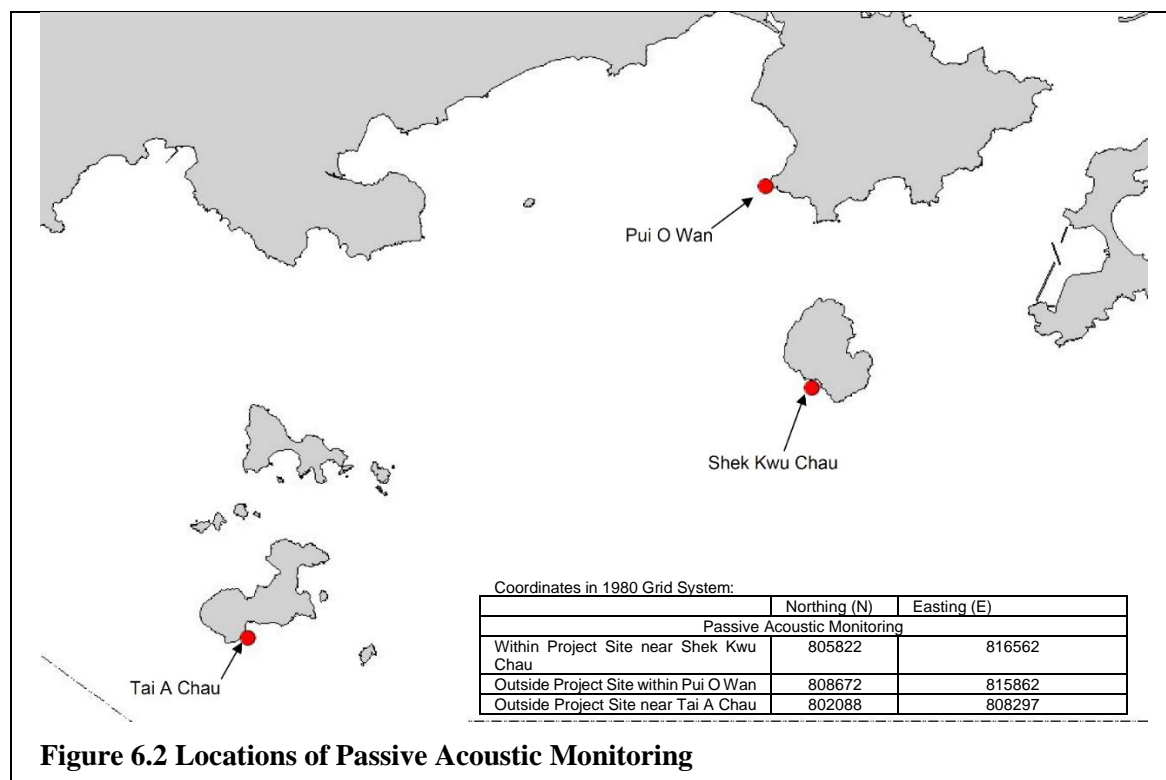 Pui O Wan
Shek Kwu Chau
Tai A Chau
Coordinates in 1980 Grid System:
Northing (N) Easting (E)
Passive Acoustic Monitoring
Within Project Site near Shek Kwu
Chau 805822 816562
Outside Project Site within Pui O Wan 808672 815862
Outside Project Site near Tai A Chau 802088 808297
Figure 6.2 Locations of Passive Acoustic Monitoring